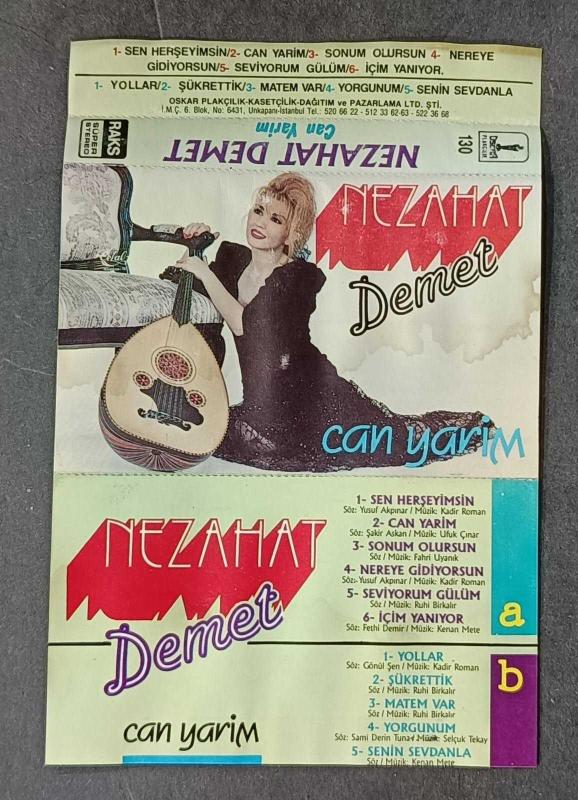 1- SEN HERŞEYİMSİN/2- CAN YARİM/3- SONUM OLURSUN 4- NEREYE
GİDİYORSUN/5- SEVİYORUM GÜLÜM/6- İÇİM YANIYOR.
1- YOLLAR/2- ŞÜKRETTİK/3- MATEM VAR/4- YORGUNUM/5- SENİN SEVDANLA
OSKAR PLAKÇILIK-KASETÇİLİK-DAĞITIM ve PAZARLAMA LTD. ŞTİ.
İ.M.Ç. 6. Blok, No: 6431, Unkapanı-İstanbul Tel.: 520 66 22 - 512 33 62-63 - 522 36 68
RAKS
SUPER
STEREO
NEZAHAT DEMET
Can Yarim
130
NEZAHAT
Demet
can yarim
NEZAHAT
Demet
can yarim
1- SEN HERŞEYİMSİN
Söz: Yusuf Akpınar / Müzik: Kadir Roman
2- CAN YARİM
Söz: Şakir Askan / Müzik: Ufuk Çınar
3- SONUM OLURSUN
Söz / Müzik: Fahri Uyanık
4- NEREYE GİDİYORSUN
Söz: Yusuf Akpınar / Müzik: Kadir Roman
5- SEVİYORUM GÜLÜM
Söz / Müzik: Ruhi Birkalır
6- İÇİM YANIYOR
Söz: Fethi Demir / Müzik: Kenan Mete
a
1- YOLLAR
Söz: Gönül Şen / Müzik: Kadir Roman
2- ŞÜKRETTİK
Söz / Müzik: Ruhi Birkalır
3- MATEM VAR
Söz / Müzik: Ruhi Birkalır
4- YORGUNUM
Söz: Sami Derin Tuna / Müzik: Selçuk Tekay
5- SENİN SEVDANLA
Söz / Müzik: Kenan Mete
b